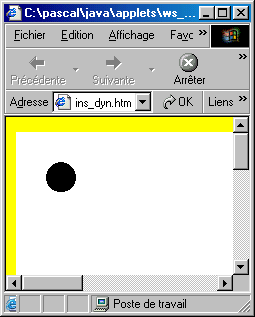 C:\pascal\java\applets\ws_...
Fichier Edition Affichage Favc »
Précédente Suivante Arrêter »
Adresse ins_dyn.htm OK Liens »
Poste de travail